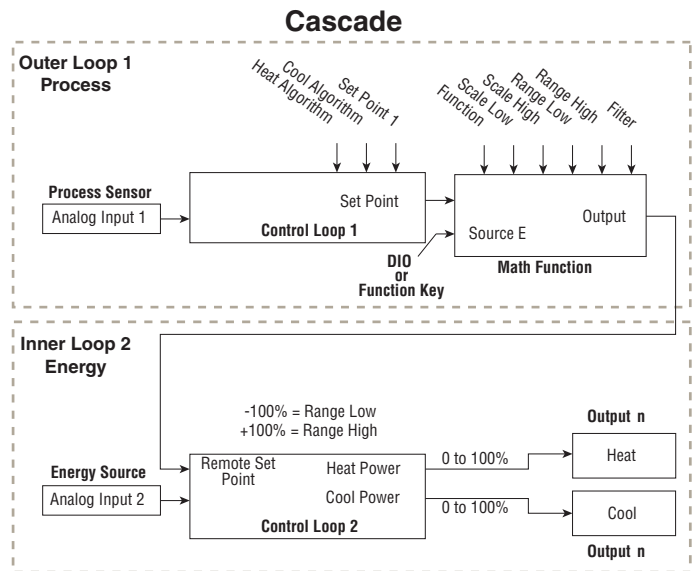 Cascade
Outer Loop 1
Process
Heat Algorithm
Cool Algorithm
Set Point 1
Function
Scale Low
Scale High
Range Low
Range High
Filter
Process Sensor
Analog Input 1
Set Point
Control Loop 1
Source E
Output
Math Function
DIO
or
Function Key
Inner Loop 2
Energy
-100% = Range Low
+100% = Range High
Energy Source
Analog Input 2
Remote Set
Point
Heat Power
Cool Power
Control Loop 2
0 to 100%
0 to 100%
Output n
Heat
Cool
Output n